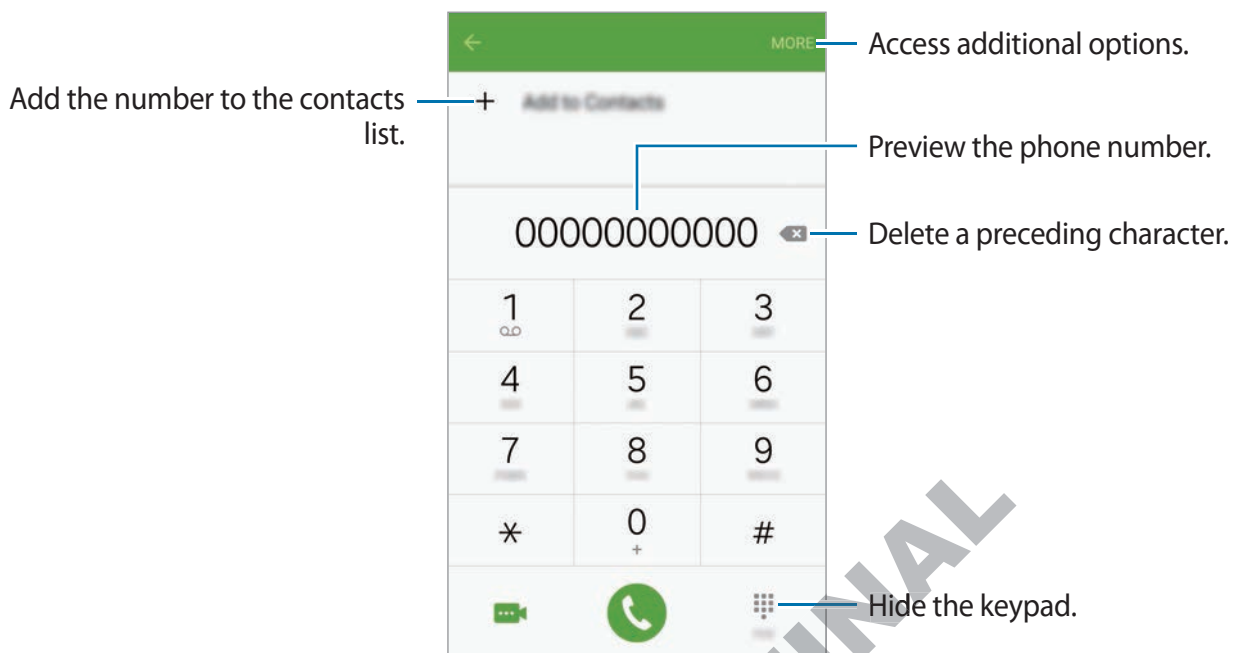 MORE
Access additional options.
Add the number to the contacts
list.
Add to Contacts
Preview the phone number.
00000000000
Delete a preceding character.
1 2 3
4 5 6
7 8 9
* 0 #
+
Hide the keypad.